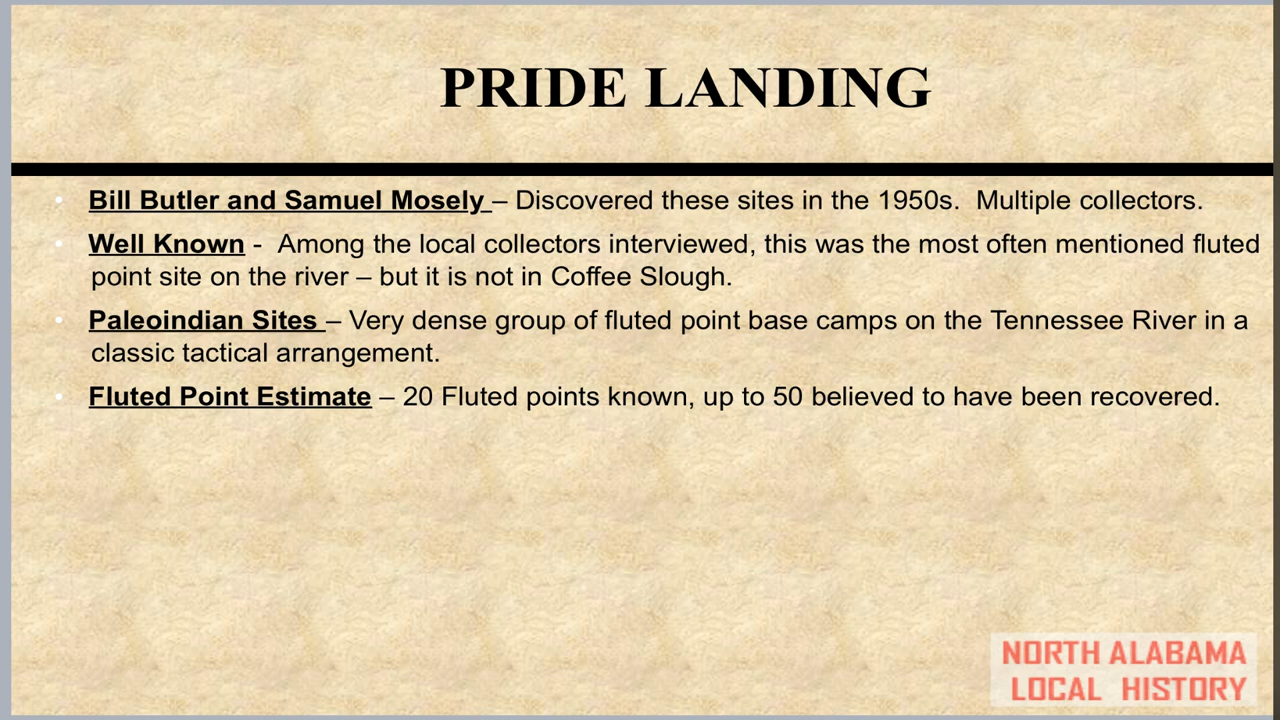 PRIDE LANDING
• Bill Butler and Samuel Mosely – Discovered these sites in the 1950s.  Multiple collectors.
• Well Known -  Among the local collectors interviewed, this was the most often mentioned fluted
point site on the river – but it is not in Coffee Slough.
• Paleoindian Sites – Very dense group of fluted point base camps on the Tennessee River in a
classic tactical arrangement.
• Fluted Point Estimate – 20 Fluted points known, up to 50 believed to have been recovered.
NORTH ALABAMA
LOCAL  HISTORY